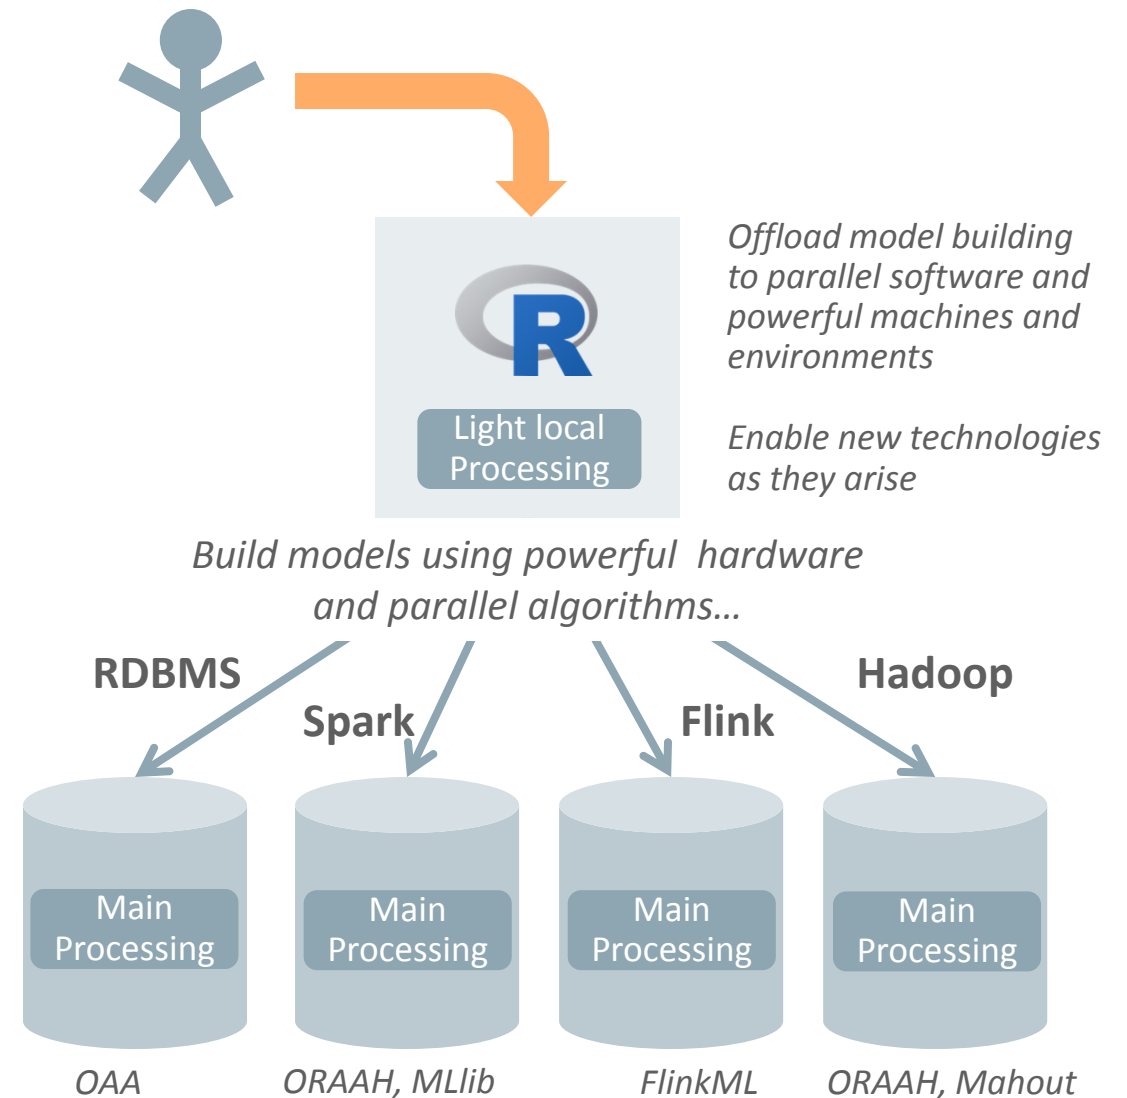 R
Light local
Processing
Offload model building
to parallel software and
powerful machines and
environments
Enable new technologies
as they arise
Build models using powerful hardware
and parallel algorithms…
RDBMS
Spark
Flink
Hadoop
Main
Processing
Main
Processing
Main
Processing
Main
Processing
OAA
ORAAH, MLlib
FlinkML
ORAAH, Mahout